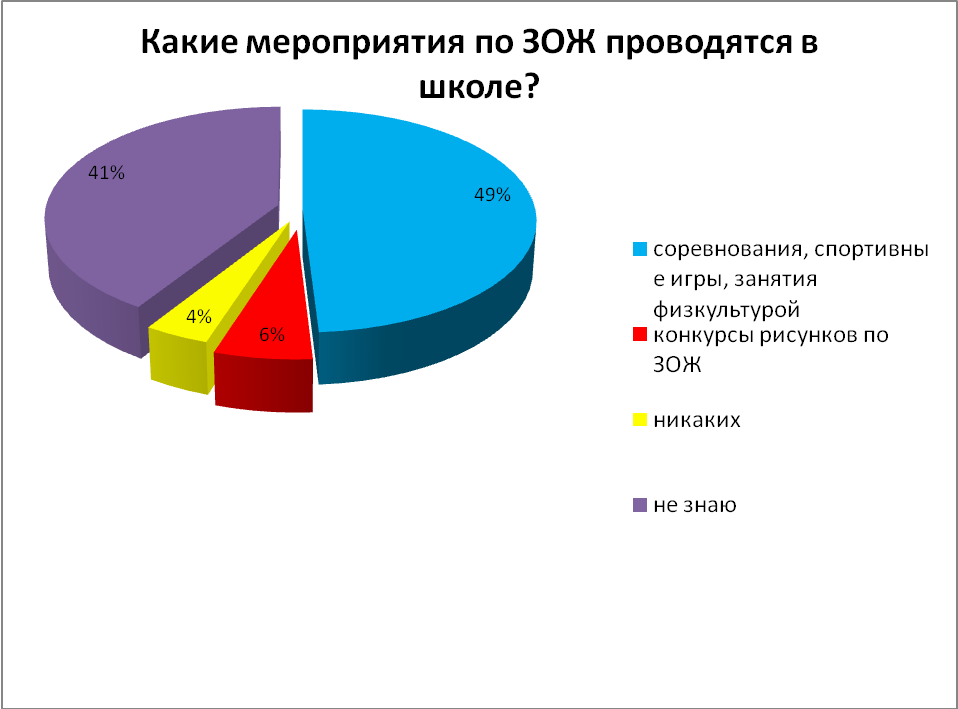 Какие мероприятия по ЗОЖ проводятся в
школе?
41%
49%
4%
6%
соревнования, спортивны
е игры, занятия
физкультурой
конкурсы рисунков по
ЗОЖ
никаких
не знаю